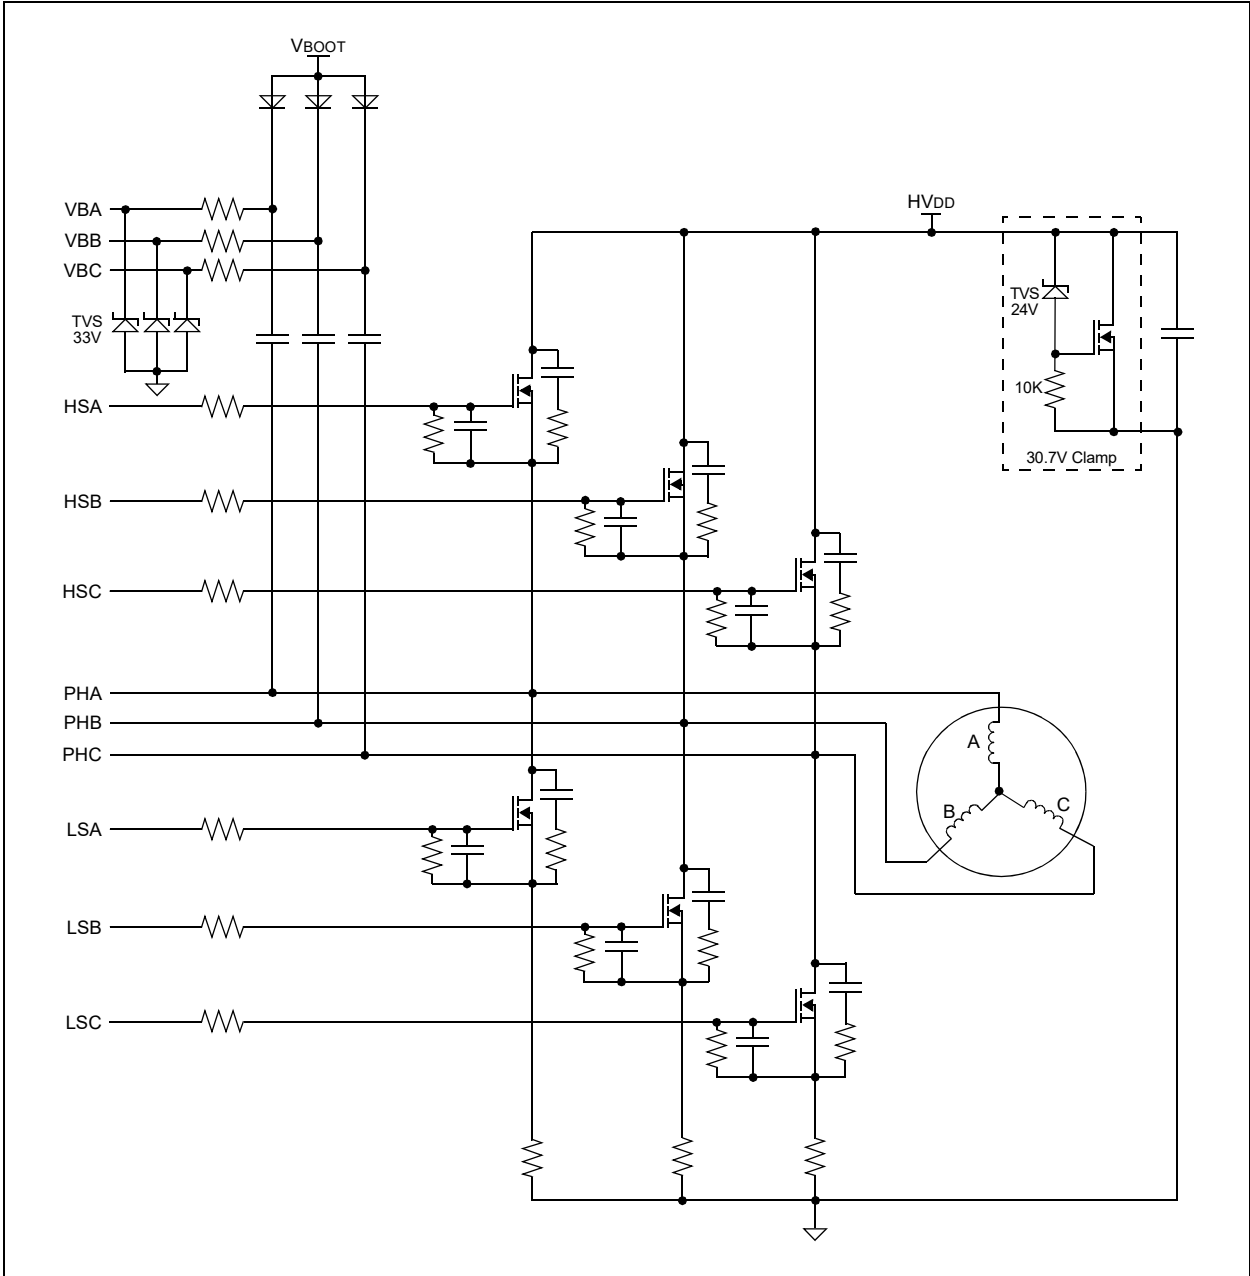 VBOOT
VBA
VBB
VBC
TVS
33V
HVDD
TVS
24V
10K
30.7V Clamp
HSA
HSB
HSC
PHA
PHB
PHC
A
B
C
LSA
LSB
LSC